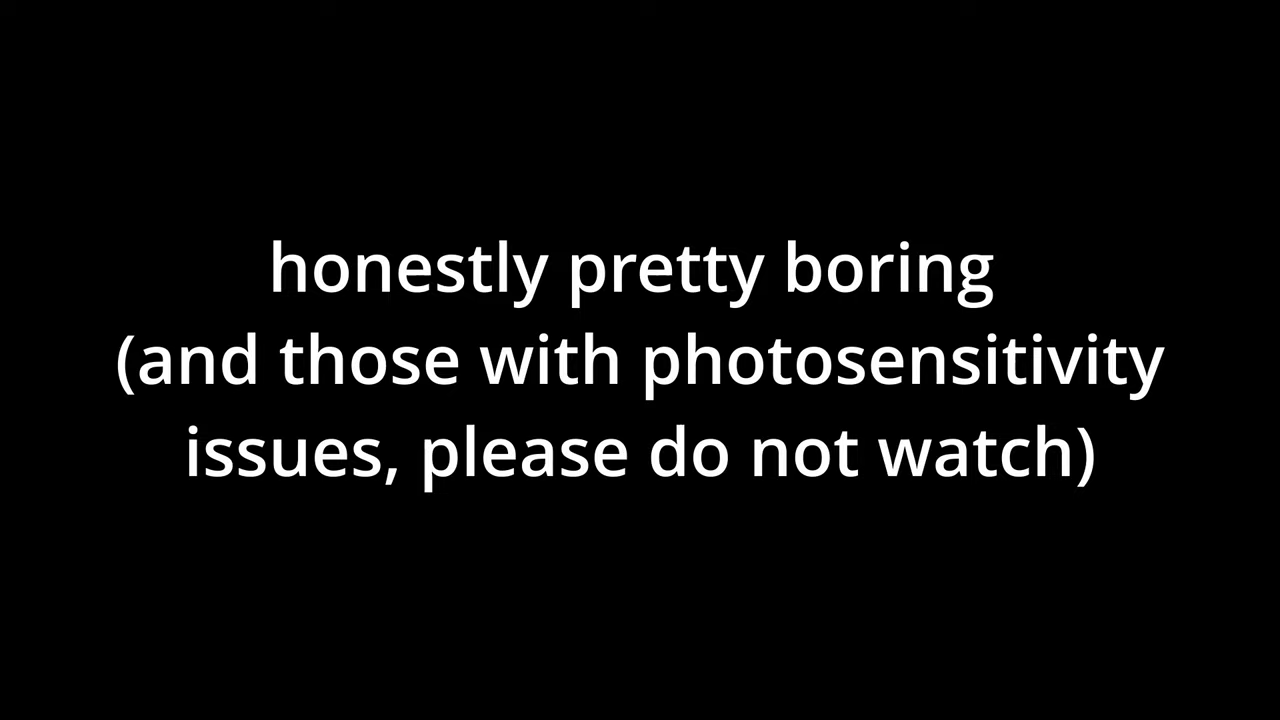 honestly pretty boring
(and those with photosensitivity
issues, please do not watch)